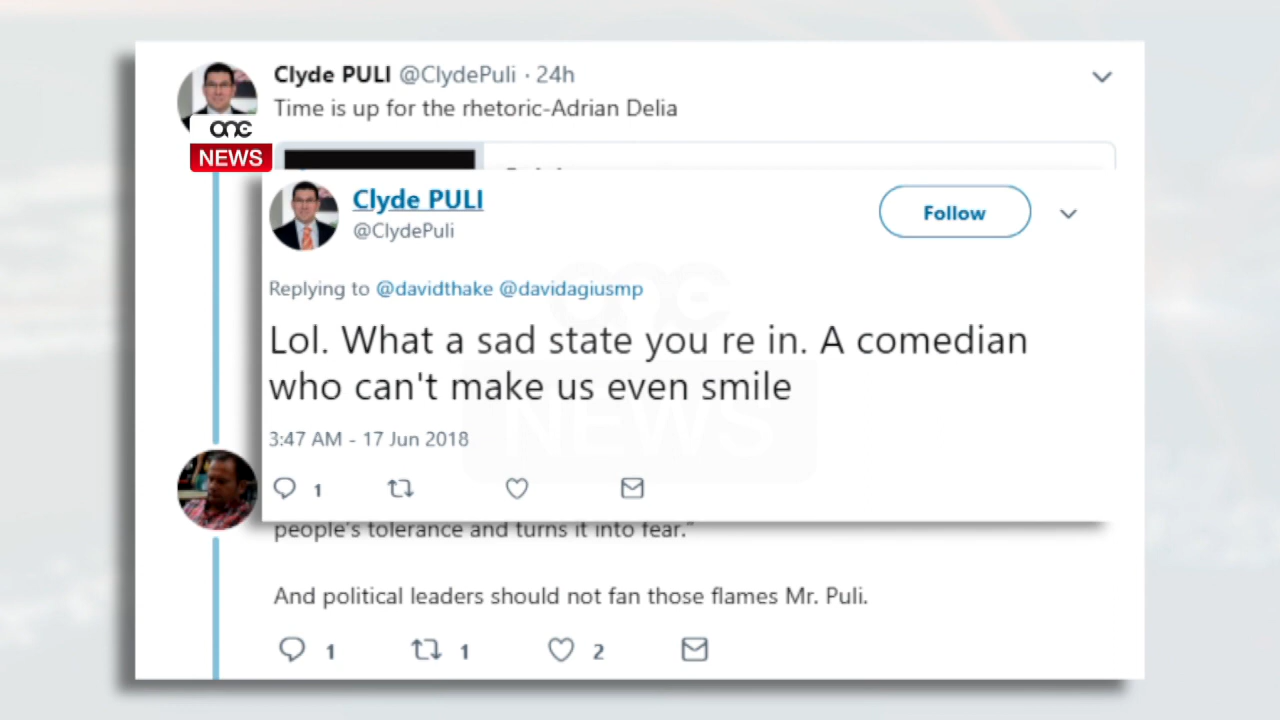 Clyde PULI @ClydePuli · 24h
Time is up for the rhetoric-Adrian Delia
one
NEWS
Clyde PULI
@ClydePuli
Follow
Replying to @davidthake @davidagiusmp
Lol. What a sad state you re in. A comedian
who can't make us even smile
3:47 AM - 17 Jun 2018
1
people's tolerance and turns it into fear."
And political leaders should not fan those flames Mr. Puli.
1 1 2
one
NEWS